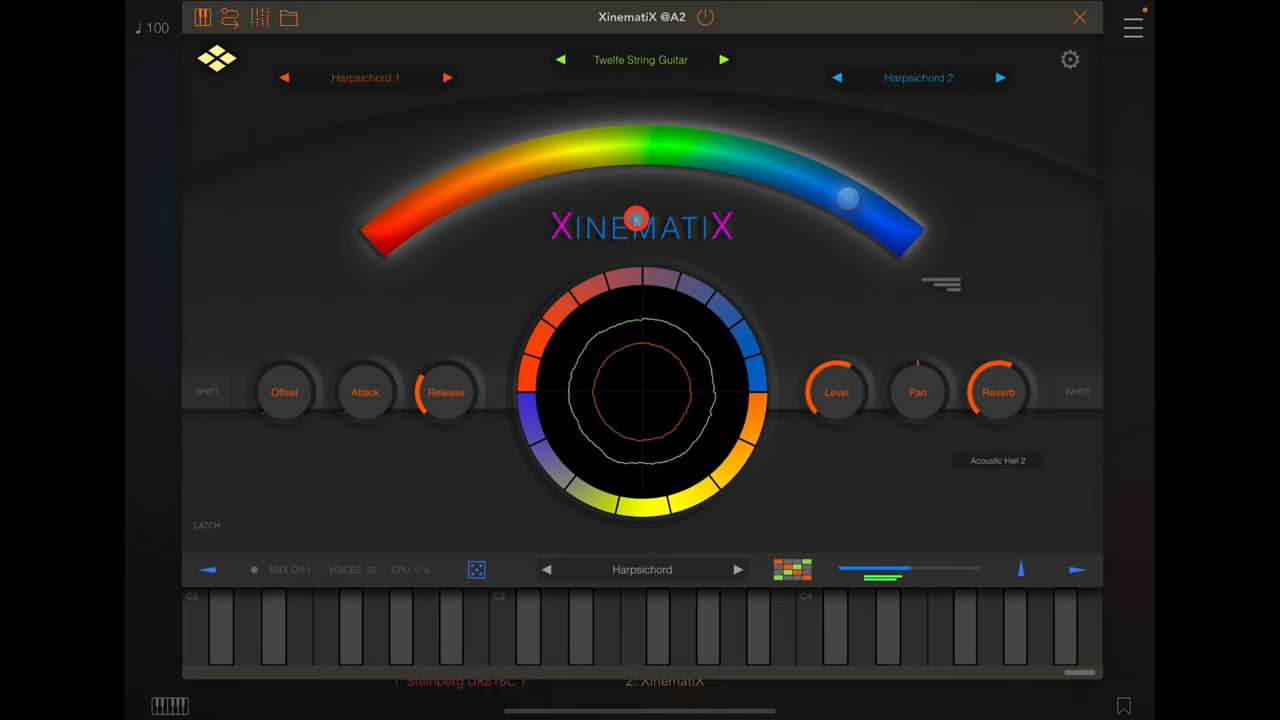 ♩ 100
XinematiX @A2
Twelfe String Guitar
Harpsichord 1
Harpsichord 2
XINEMATIX
SHIFT
Offset
Attack
Release
Level
Pan
Reverb
WHITE
Acoustic Hall 2
LATCH
MIDI CH:1
VOICES: 32
CPU: 0 %
Harpsichord
C2
C3
C4
1: Steinberg UR816C 1
2: XinematiX